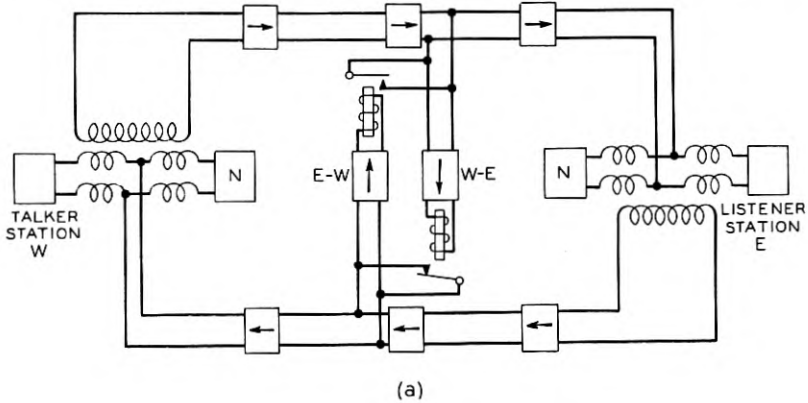 E-W
W-E
N
N
TALKER
STATION
W
LISTENER
STATION
E
(a)